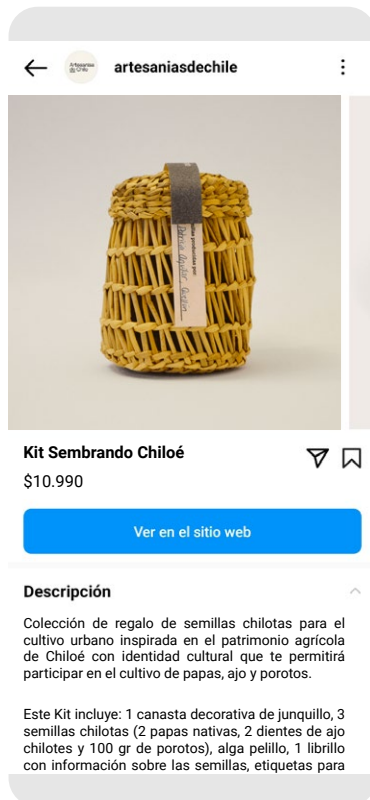 Artesanías
de Chile
artesaniasdechile
Kit Sembrando Chiloé
$10.990
Ver en el sitio web
Descripción
Colección de regalo de semillas chilotas para el
cultivo urbano inspirada en el patrimonio agrícola
de Chiloé con identidad cultural que te permitirá
participar en el cultivo de papas, ajo y porotos.
Este Kit incluye: 1 canasta decorativa de junquillo, 3
semillas chilotas (2 papas nativas, 2 dientes de ajo
chilotes y 100 gr de porotos), alga pelillo, 1 librillo
con información sobre las semillas, etiquetas para